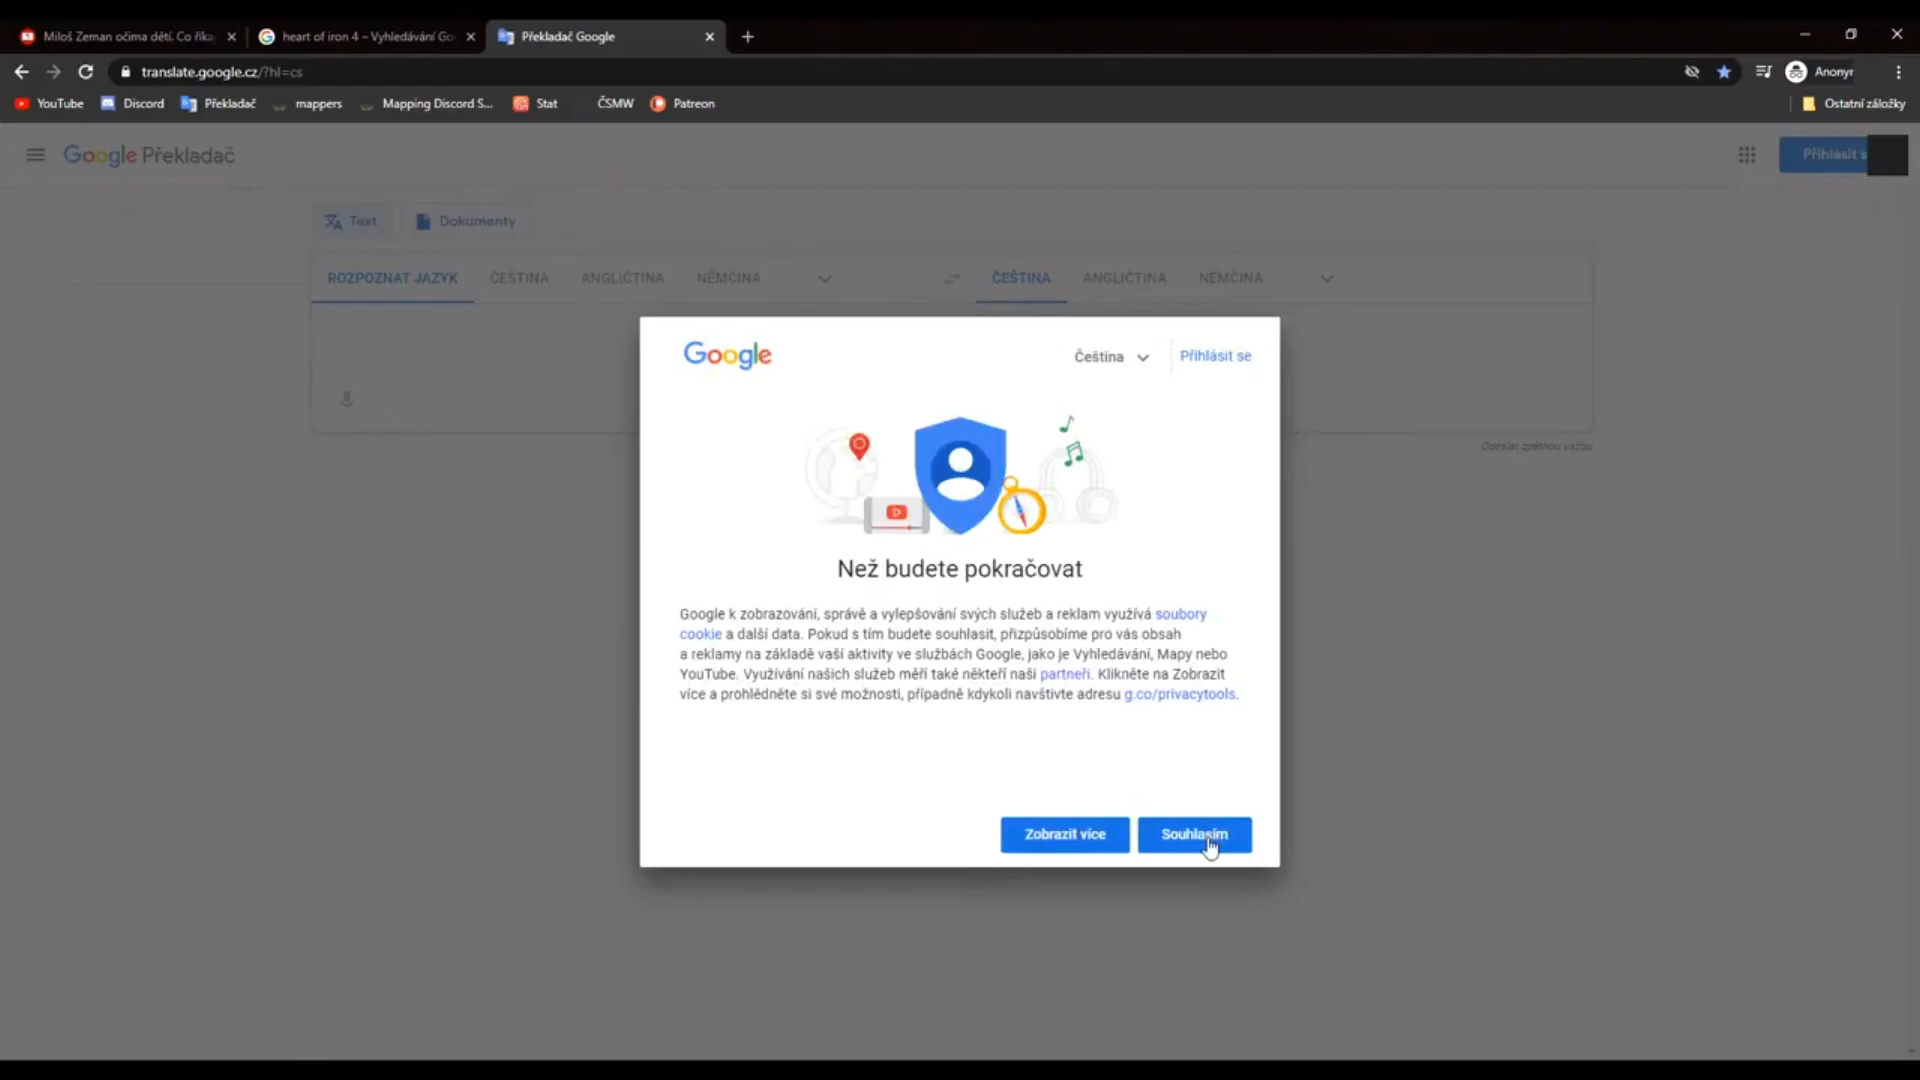 Miloš Zeman očima dětí. Co říka
heart of iron 4 – Vyhledávání Go
Překladač Google
translate.google.cz/?hl=cs
Anonyr
YouTube
Discord
Překladač
mappers
Mapping Discord S...
Stat
ČSMW
Patreon
Ostatní záložky
Google Překladač
Přihlásit s
Text
Dokumenty
ROZPOZNAT JAZYK
ČEŠTINA
ANGLIČTINA
NĚMČINA
ČEŠTINA
ANGLIČTINA
NĚMČINA
Google
Čeština
Přihlásit se
Odeslat zpětnou vazbu
Než budete pokračovat
Google k zobrazování, správě a vylepšování svých služeb a reklam využívá soubory
cookie a další data. Pokud s tím budete souhlasit, přizpůsobíme pro vás obsah
a reklamy na základě vaší aktivity ve službách Google, jako je Vyhledávání, Mapy nebo
YouTube. Využívání našich služeb měří také někteří naši partneři. Klikněte na Zobrazit
více a prohlédněte si své možnosti, případně kdykoli navštivte adresu g.co/privacytools.
Zobrazit více
Souhlasím